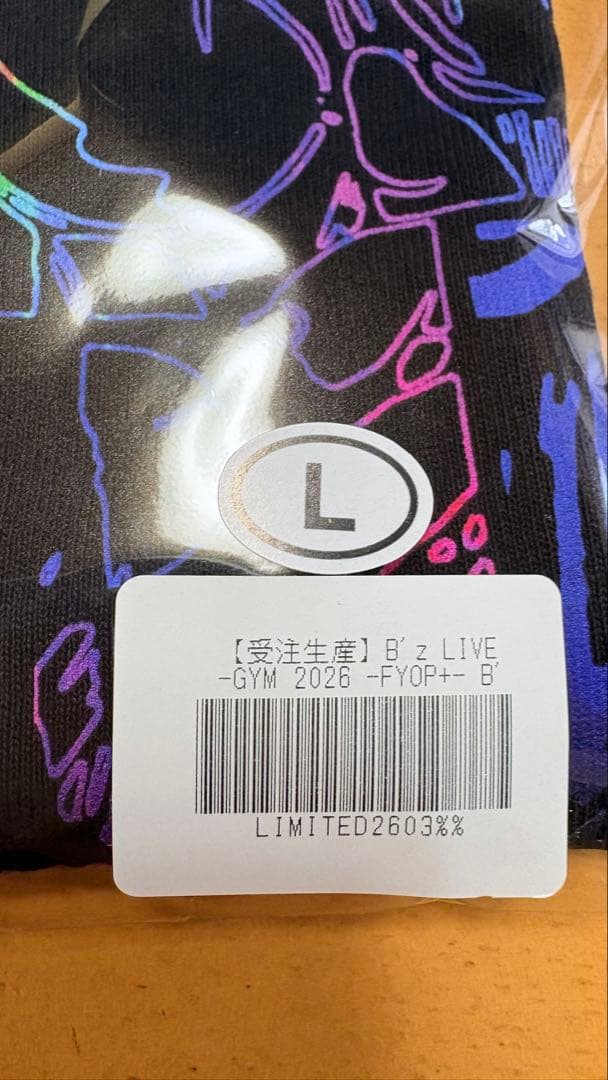 L
【受注生産】B'z LIVE
-GYM 2026 -FYOP+- B'
LIMITED2603%%